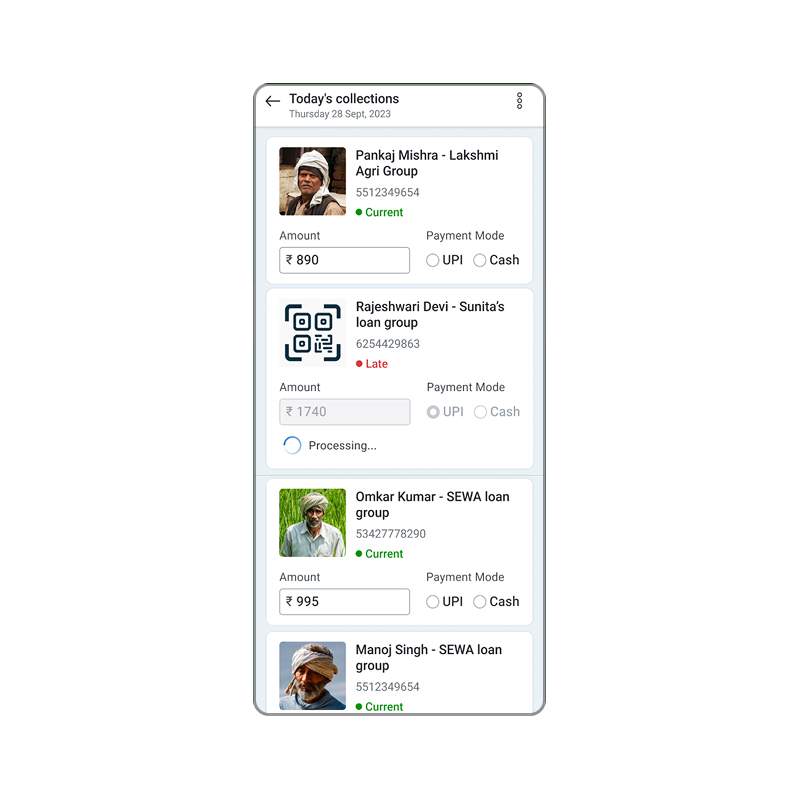 Today's collections
Thursday 28 Sept, 2023
Pankaj Mishra - Lakshmi
Agri Group
5512349654
Current
Amount
Payment Mode
₹ 890
UPI
Cash
Rajeshwari Devi - Sunita’s
loan group
6254429863
Late
Amount
Payment Mode
₹ 1740
UPI
Cash
Processing...
Omkar Kumar - SEWA loan
group
53427778290
Current
Amount
Payment Mode
₹ 995
UPI
Cash
Manoj Singh - SEWA loan
group
5512349654
Current